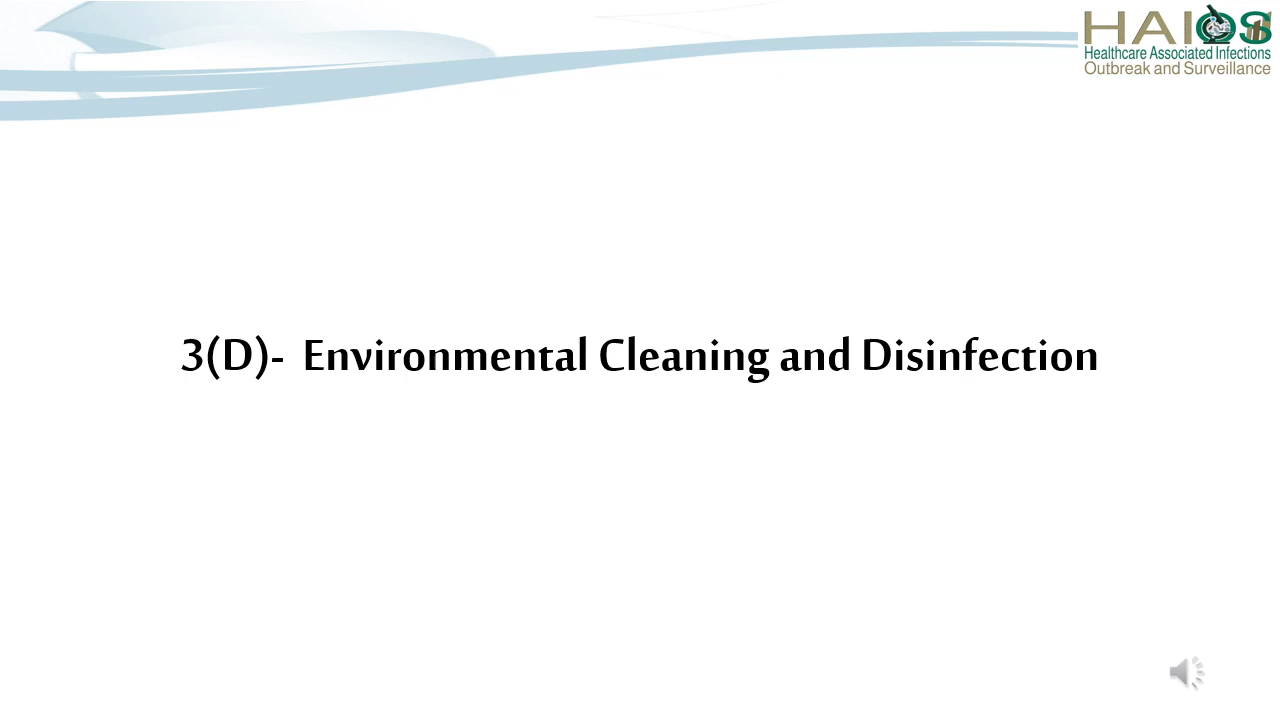 HAIOS
Healthcare Associated Infections
Outbreak and Surveillance
3(D)- Environmental Cleaning and Disinfection